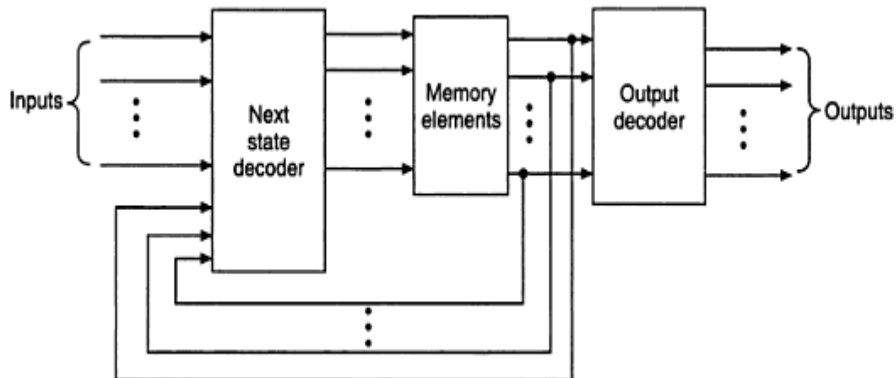 Inputs
Next
state
decoder
Memory
elements
Output
decoder
Outputs